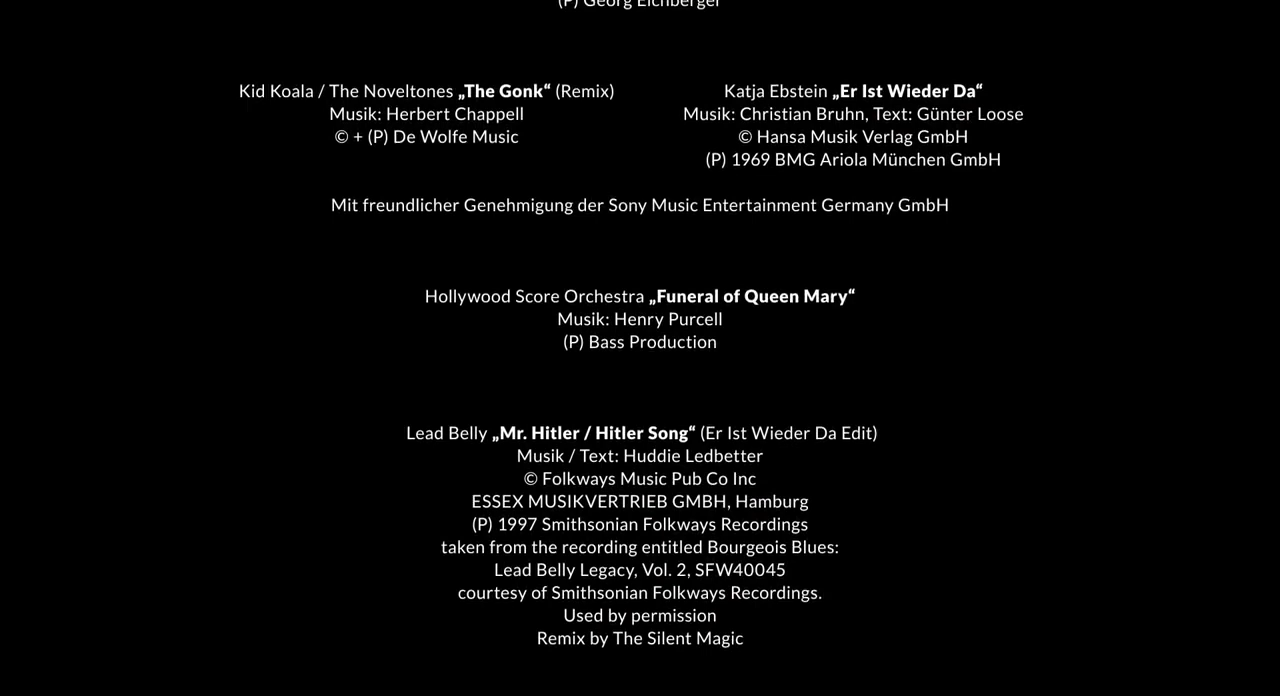 (P) Georg Eichberger
Kid Koala / The Noveltones „The Gonk“ (Remix)
Musik: Herbert Chappell
© + (P) De Wolfe Music
Katja Ebstein „Er Ist Wieder Da“
Musik: Christian Bruhn, Text: Günter Loose
© Hansa Musik Verlag GmbH
(P) 1969 BMG Ariola München GmbH
Mit freundlicher Genehmigung der Sony Music Entertainment Germany GmbH
Hollywood Score Orchestra „Funeral of Queen Mary“
Musik: Henry Purcell
(P) Bass Production
Lead Belly „Mr. Hitler / Hitler Song“ (Er Ist Wieder Da Edit)
Musik / Text: Huddie Ledbetter
© Folkways Music Pub Co Inc
ESSEX MUSIKVERTRIEB GMBH, Hamburg
(P) 1997 Smithsonian Folkways Recordings
taken from the recording entitled Bourgeois Blues:
Lead Belly Legacy, Vol. 2, SFW40045
courtesy of Smithsonian Folkways Recordings.
Used by permission
Remix by The Silent Magic